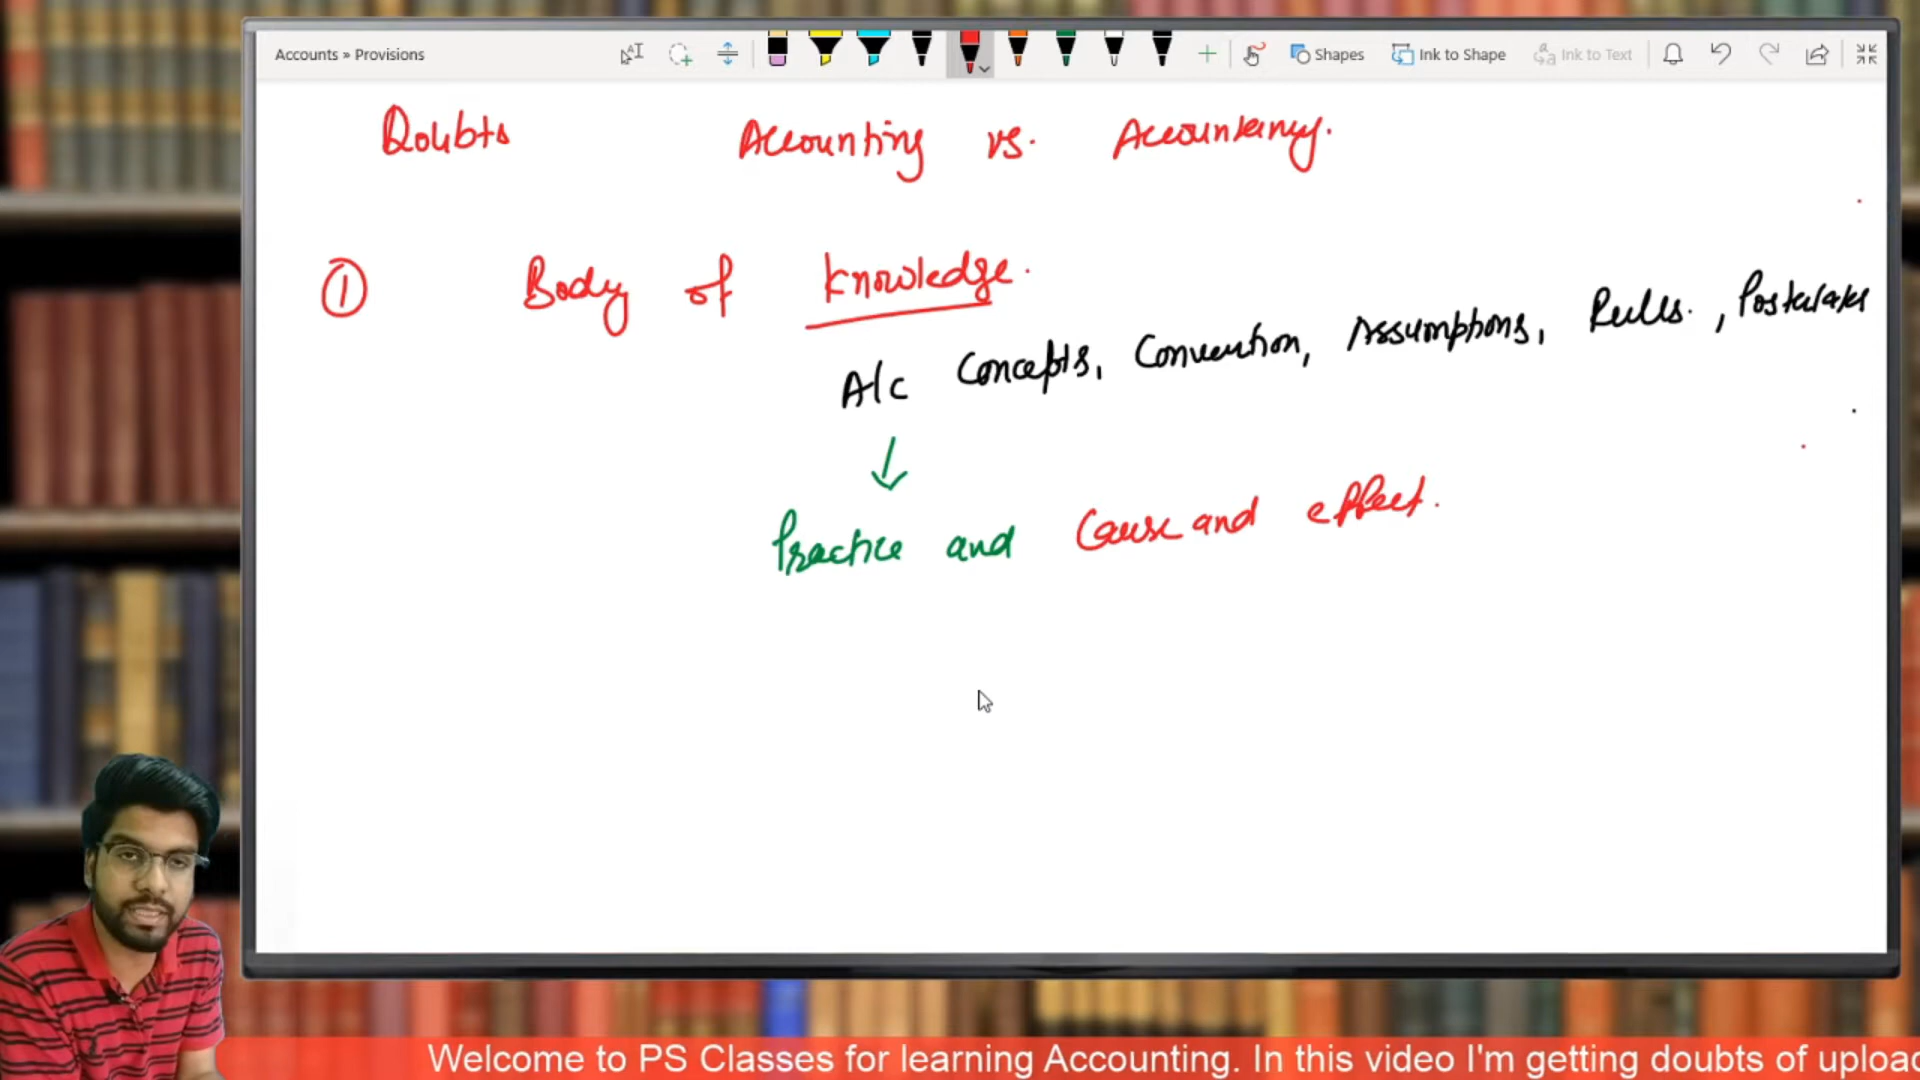 Accounts » Provisions
Shapes
Ink to Shape
Ink to Text
Doubts Accounting vs. Accountancy.
① Body of Knowledge.
A/c Concepts, Convention, Assumptions, Rules. , Postulates
Practice and Cause and effect.
Welcome to PS Classes for learning Accounting. In this video I'm getting doubts of upload